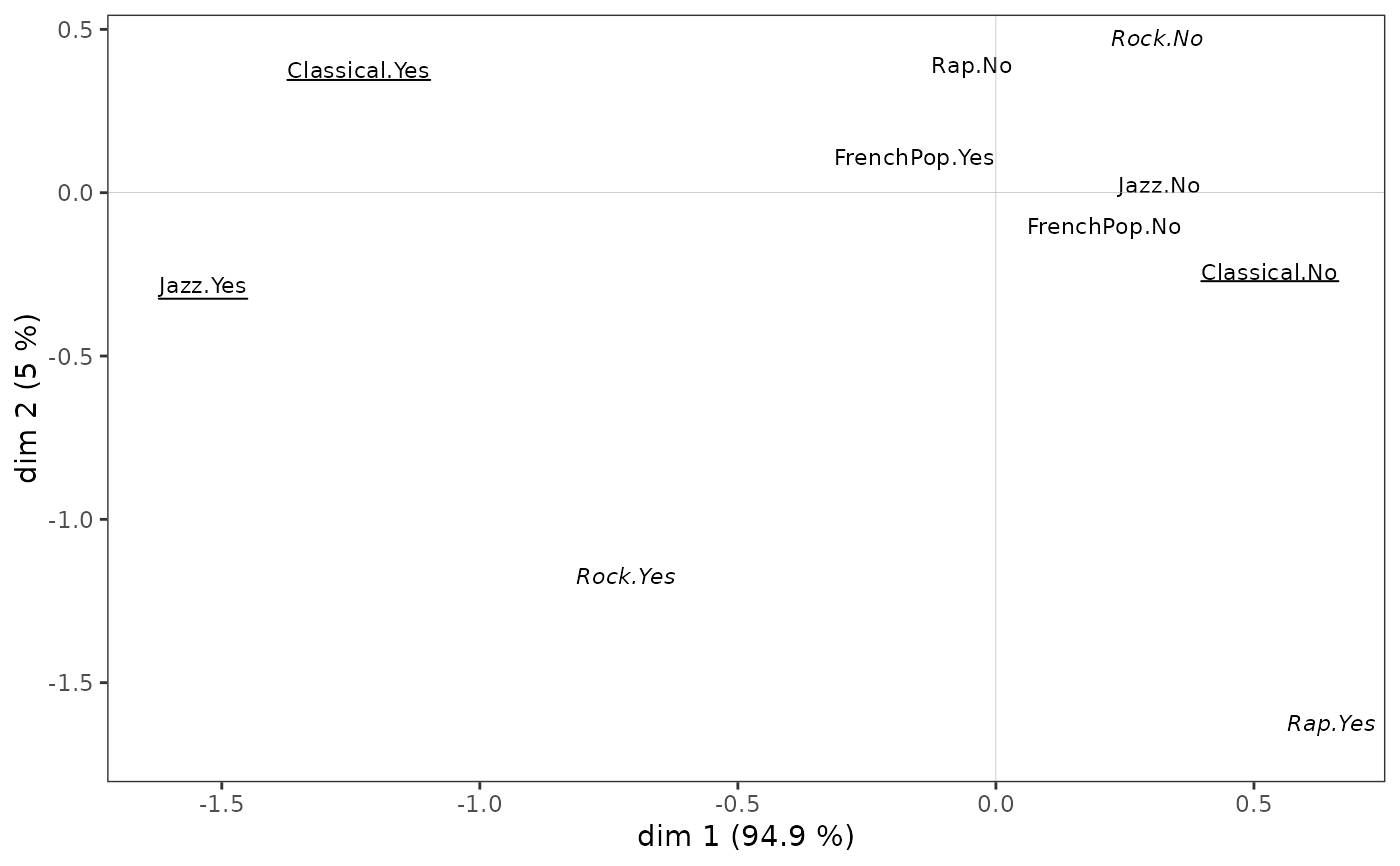 0.5
Rock.No
Rap.No
Classical.Yes
FrenchPop.Yes
Jazz.No
0.0
FrenchPop.No
Classical.No
Jazz.Yes
-0.5
dim 2 (5 %)
-1.0
Rock.Yes
-1.5
Rap.Yes
-1.5 -1.0 -0.5 0.0 0.5
dim 1 (94.9 %)